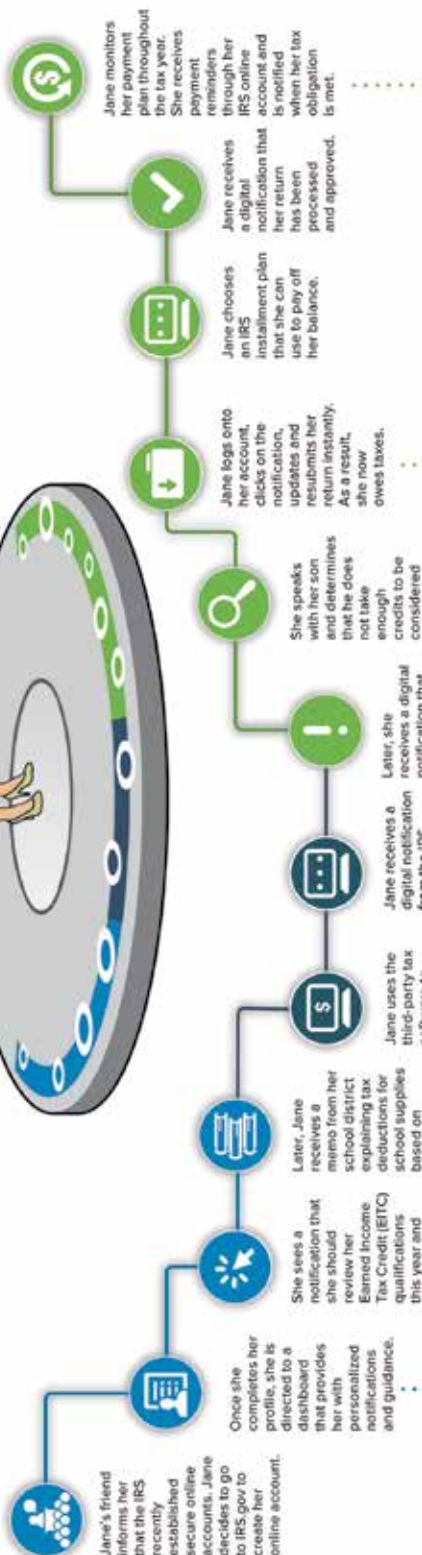 Jane's friend
informs her
that the IRS
recently
established
secure online
accounts. Jane
decides to go
to IRS.gov to
create her
online account.
Once she
completes her
profile, she is
directed to a
dashboard
that provides
her with
personalized
notifications
and guidance.
She sees a
notification that
she should
review her
Earned Income
Tax Credit (EITC)
qualifications
this year and
Later, Jane
receives a
memo from her
school district
explaining tax
deductions for
school supplies
based on
Jane uses the
third-party tax
Jane receives a
digital notification
from the IRS
Later, she
receives a digital
notification that
She speaks
with her son
and determines
that he does
not take
enough
credits to be
considered
Jane logs onto
her account,
clicks on the
notification,
updates and
resubmits her
return instantly.
As a result,
she now
owes taxes.
Jane chooses
an IRS
installment plan
that she can
use to pay off
her balance.
Jane receives
a digital
notification that
her return
has been
processed
and approved.
Jane monitors
her payment
plan throughout
the tax year.
She receives
payment
reminders
through her
IRS online
account and
is notified
when her tax
obligation
is met.